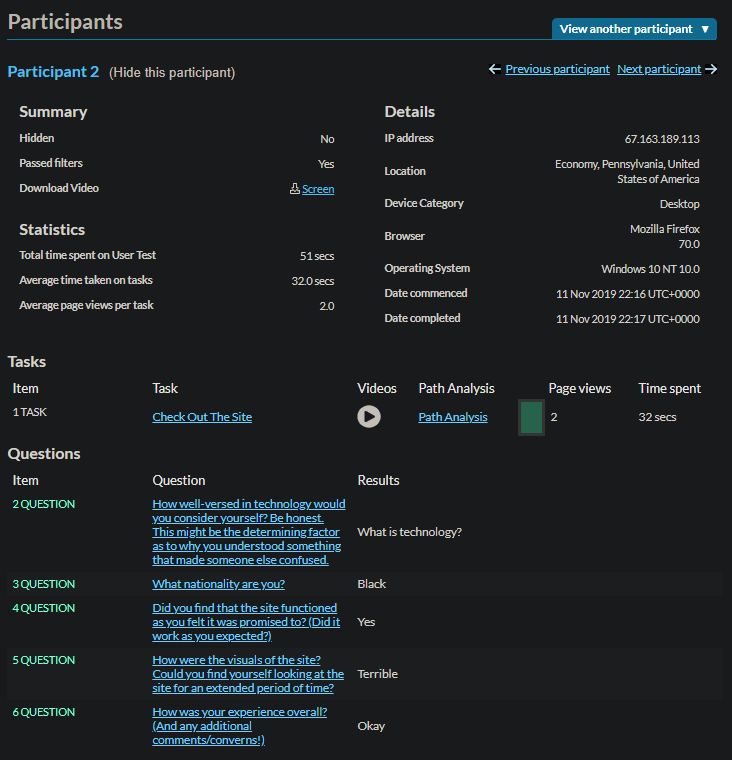 Participants
View another participant ▼
Participant 2 (Hide this participant)
← Previous participant Next participant →
Summary
Hidden No
Passed filters Yes
Download Video Screen
Statistics
Total time spent on User Test 51 secs
Average time taken on tasks 32.0 secs
Average page views per task 2.0
Details
IP address 67.163.189.113
Location Economy, Pennsylvania, United
States of America
Device Category Desktop
Browser Mozilla Firefox
70.0
Operating System Windows 10 NT 10.0
Date commenced 11 Nov 2019 22:16 UTC+0000
Date completed 11 Nov 2019 22:17 UTC+0000
Tasks
Item Task Videos Path Analysis Page views Time spent
1 TASK Check Out The Site Path Analysis 2 32 secs
Questions
Item Question Results
2 QUESTION How well-versed in technology would
you consider yourself? Be honest.
This might be the determining factor What is technology?
as to why you understood something
that made someone else confused.
3 QUESTION What nationality are you? Black
4 QUESTION Did you find that the site functioned
as you felt it was promised to? (Did it Yes
work as you expected?)
5 QUESTION How were the visuals of the site?
Could you find yourself looking at the Terrible
site for an extended period of time?
6 QUESTION How was your experience overall?
(And any additional Okay
comments/converns!)